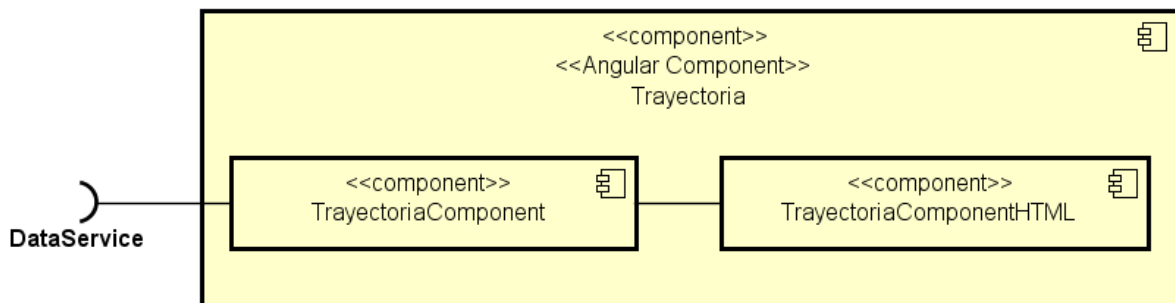 <<component>>
<<Angular Component>>
Trayectoria
<<component>>
TrayectoriaComponent
<<component>>
TrayectoriaComponentHTML
DataService